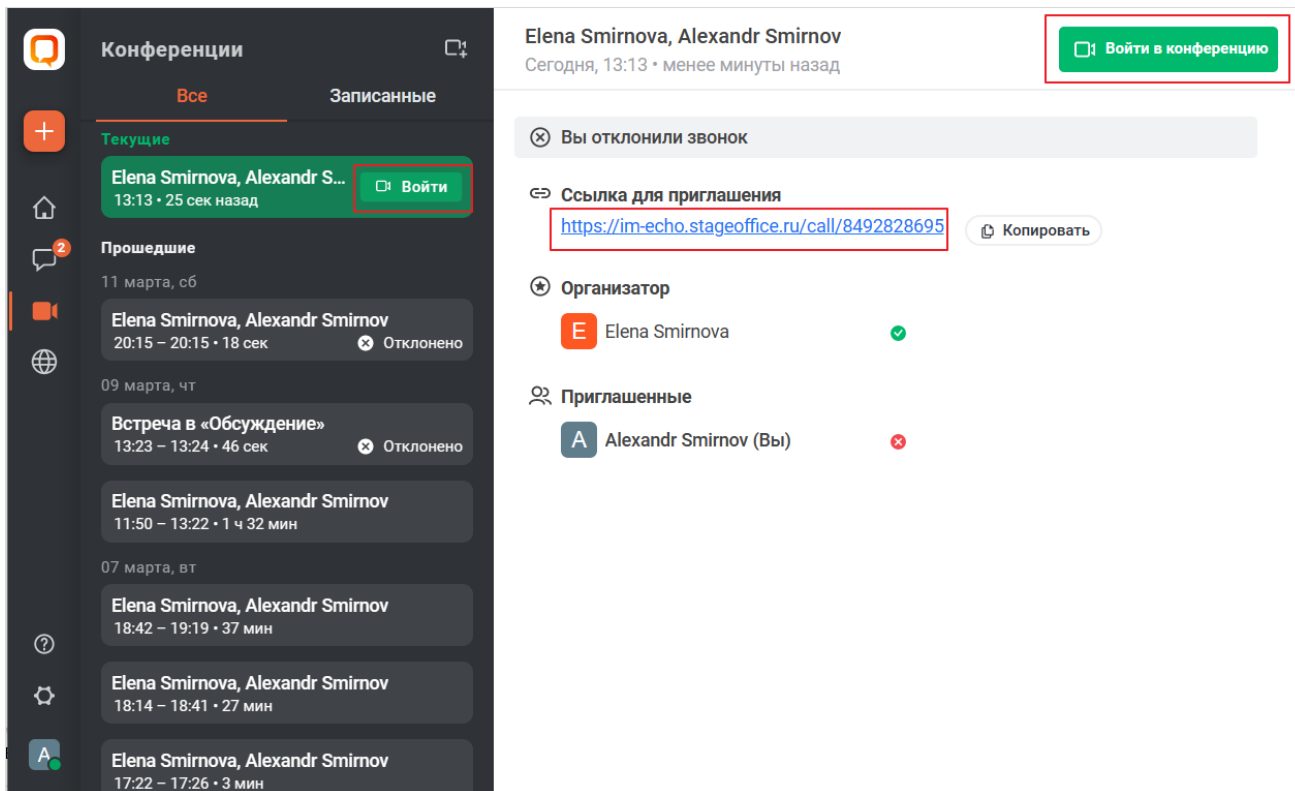 Конференции
Все
Записанные
Текущие
Elena Smirnova, Alexandr S...
13:13 • 25 сек назад
Войти
Прошедшие
11 марта, сб
Elena Smirnova, Alexandr Smirnov
20:15 – 20:15 • 18 сек
Отклонено
09 марта, чт
Встреча в «Обсуждение»
13:23 – 13:24 • 46 сек
Отклонено
Elena Smirnova, Alexandr Smirnov
11:50 – 13:22 • 1 ч 32 мин
07 марта, вт
Elena Smirnova, Alexandr Smirnov
18:42 – 19:19 • 37 мин
Elena Smirnova, Alexandr Smirnov
18:14 – 18:41 • 27 мин
Elena Smirnova, Alexandr Smirnov
17:22 – 17:26 • 3 мин
2
A
Elena Smirnova, Alexandr Smirnov
Сегодня, 13:13 • менее минуты назад
Войти в конференцию
Вы отклонили звонок
Ссылка для приглашения
https://im-echo.stageoffice.ru/call/8492828695
Копировать
Организатор
E
Elena Smirnova
Приглашенные
A
Alexandr Smirnov (Вы)